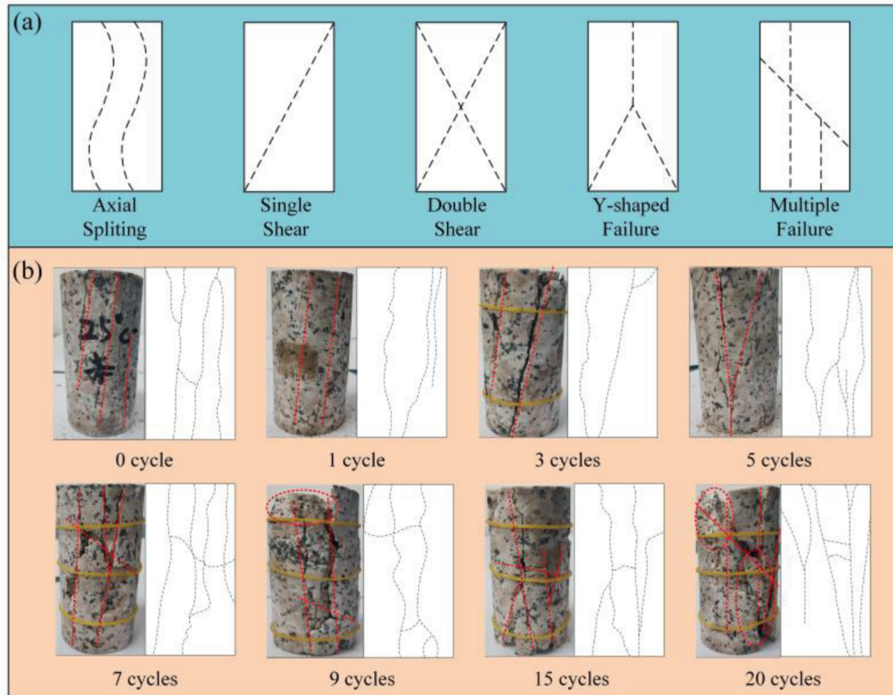 (a)
Axial
Spliting
Single
Shear
Double
Shear
Y-shaped
Failure
Multiple
Failure
(b)
25°C
0 cycle
1 cycle
3 cycles
5 cycles
7 cycles
9 cycles
15 cycles
20 cycles